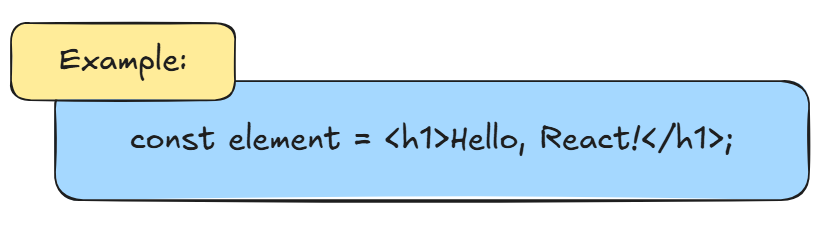 Example:
const element = <h1>Hello, React!</h1>;